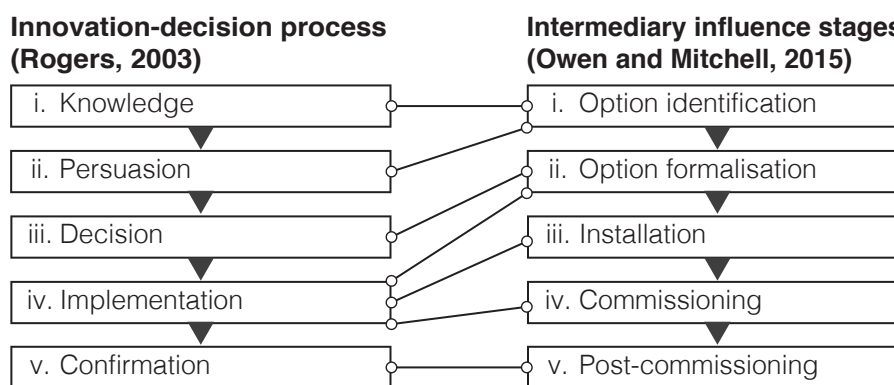 Innovation-decision process
(Rogers, 2003)
i. Knowledge
ii. Persuasion
iii. Decision
iv. Implementation
v. Confirmation
Intermediary influence stages
(Owen and Mitchell, 2015)
i. Option identification
ii. Option formalisation
iii. Installation
iv. Commissioning
v. Post-commissioning